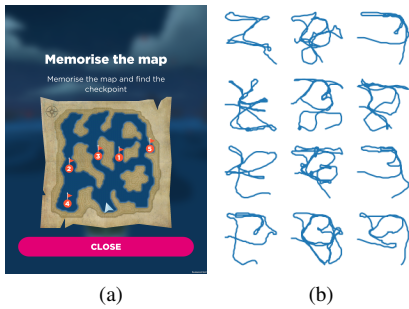 Memorise the map
Memorise the map and find the
checkpoint
5
3
1
2
4
CLOSE
(a)
(b)